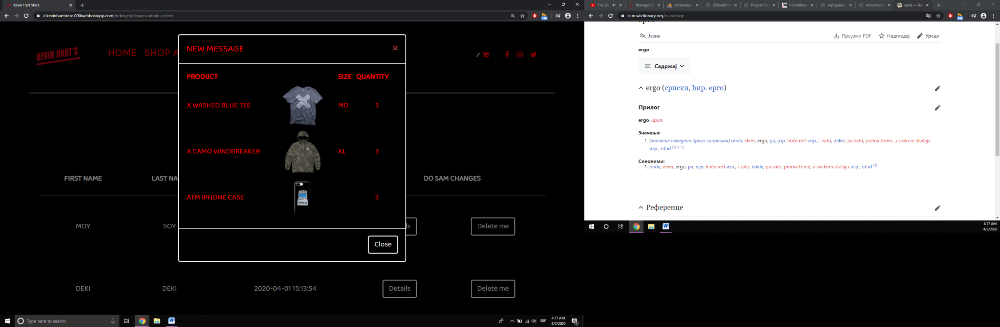 Kevin Hart Store
elkevinhartstore.000webhostapp.com/index.php?page=admin-orders
100
KEVIN HART'S
HOME SHOP A
7
NEW MESSAGE
PRODUCT SIZE QUANTITY
X WASHED BLUE TEE MD 3
X CAMO WINDBREAKER XL 3
ATM IPHONE CASE 3
Close
FIRST NAME LAST NA DO SAM CHANGES
MOY SOY ls Delete me
DEKI DEKI 2020-04-01 15:13:54 Details Delete me
Type here to search
SRP
4:17 AM
4/2/2020
2
The Bo Manage Da databases- 000webhos Pregled bo hometheat mySquare.p dokumenta ерго — Ви
sr.m.wiktionary.org/sr-ec/ergo
100
Језик Преузми PDF Надгледај Уреди
ergo
Садржај
ergo (српски, ћир. ерго)
Прилог
ergo, прил.
Значења:
1. (значење изведено преко синонима) onda, elem, ergo, pa, изр. hoće reći изр., i zato, dakle, pa zato, prema tome, u svakom slučaju
изр., otud [1][н 1]
Синоними:
1. onda, elem, ergo, pa, изр. hoće reći изр., i zato, dakle, pa zato, prema tome, u svakom slučaju изр., otud [1]
Референце
4:17 AM
4/2/2020